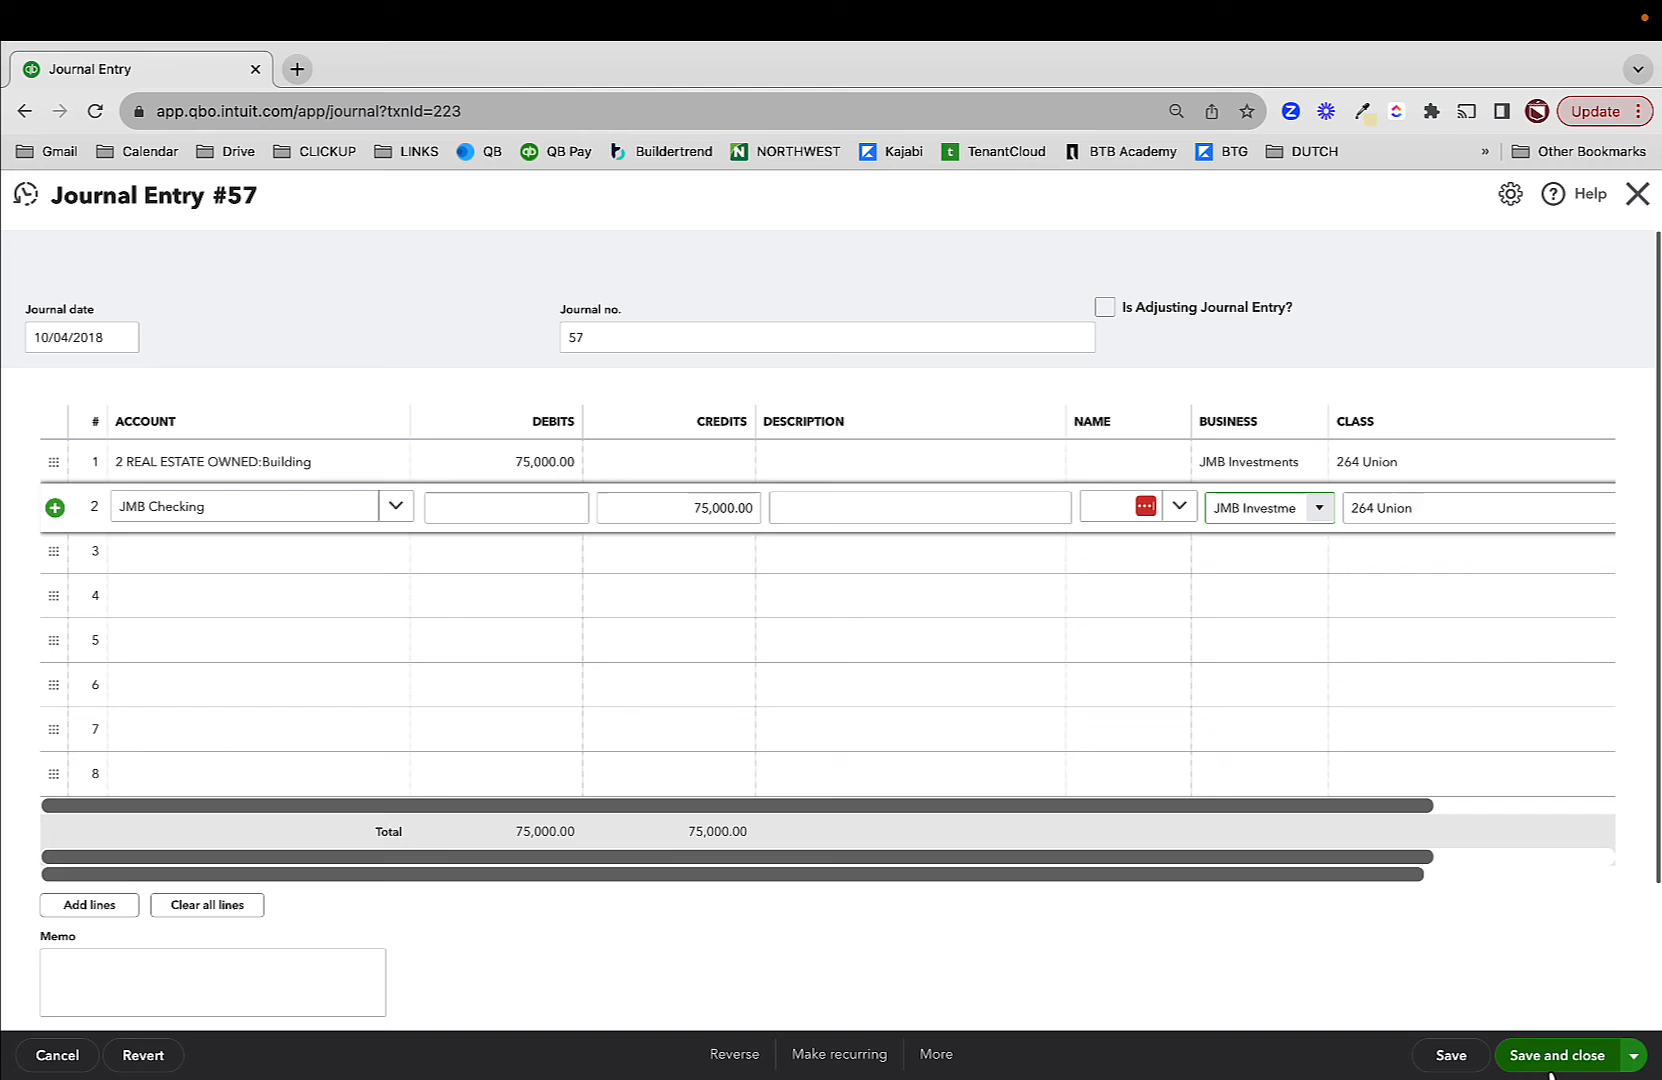 Journal Entry
app.qbo.intuit.com/app/journal?txnId=223
Update
Gmail Calendar Drive CLICKUP LINKS QB QB Pay Buildertrend NORTHWEST Kajabi TenantCloud BTB Academy BTG DUTCH » Other Bookmarks
Journal Entry #57
Help
Journal date
Journal no.
Is Adjusting Journal Entry?
10/04/2018
57
# ACCOUNT DEBITS CREDITS DESCRIPTION NAME BUSINESS CLASS
1 2 REAL ESTATE OWNED:Building 75,000.00 JMB Investments 264 Union
2 JMB Checking 75,000.00 JMB Investme 264 Union
3
4
5
6
7
8
Total 75,000.00 75,000.00
Add lines Clear all lines
Memo
Cancel Revert Reverse Make recurring More Save Save and close